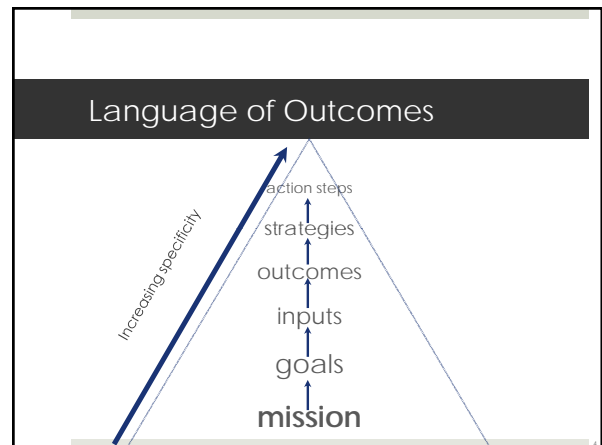 Language of Outcomes
Increasing specificity
action steps
strategies
outcomes
inputs
goals
mission